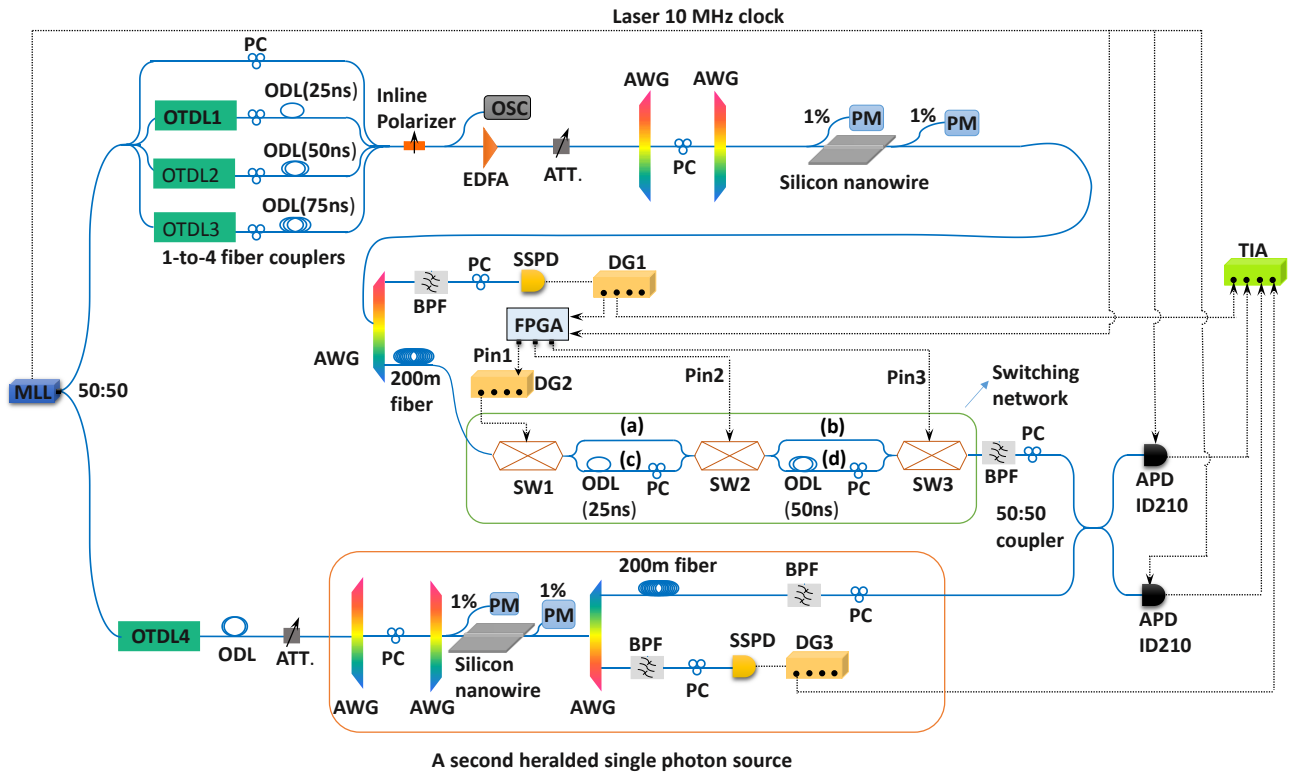 Laser 10 MHz clock
PC
AWG
AWG
ODL(25ns)
Inline
Polarizer
OSC
1%
PM
1%
PM
OTDL1
ODL(50ns)
OTDL2
EDFA
ATT.
PC
Silicon nanowire
ODL(75ns)
OTDL3
1-to-4 fiber couplers
PC
SSPD
DG1
TIA
BPF
FPGA
AWG
200m
fiber
Pin1
DG2
Pin2
Pin3
Switching
network
MLL
50:50
(a)
(b)
PC
(c)
(d)
SW1
ODL
(25ns)
PC
SW2
ODL
(50ns)
PC
SW3
BPF
APD
ID210
50:50
coupler
200m fiber
BPF
PC
APD
ID210
1%
PM
1%
PM
OTDL4
ODL
ATT.
PC
Silicon
nanowire
BPF
PC
SSPD
DG3
AWG
AWG
AWG
A second heralded single photon source